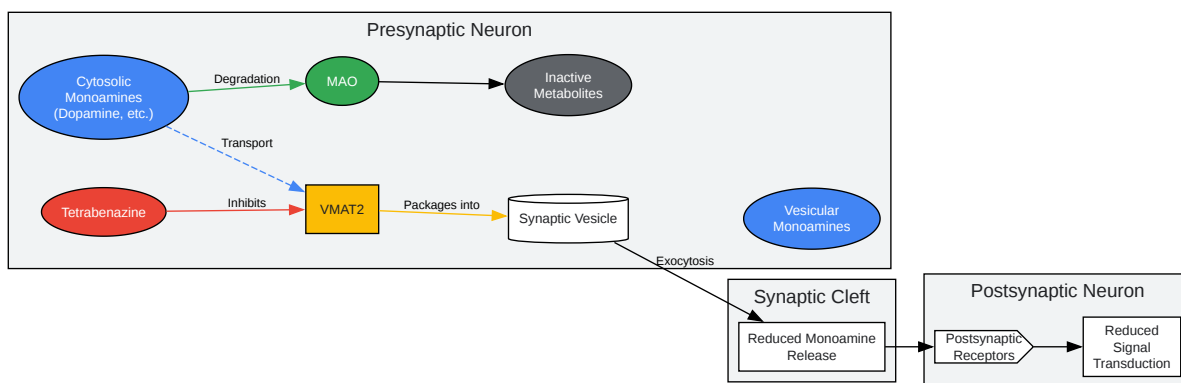 Presynaptic Neuron
Cytosolic
Monoamines
(Dopamine, etc.)
Degradation
MAO
Inactive
Metabolites
Transport
Tetrabenazine
Inhibits
VMAT2
Packages into
Synaptic Vesicle
Vesicular
Monoamines
Exocytosis
Synaptic Cleft
Reduced Monoamine
Release
Postsynaptic Neuron
Postsynaptic
Receptors
Reduced
Signal
Transduction